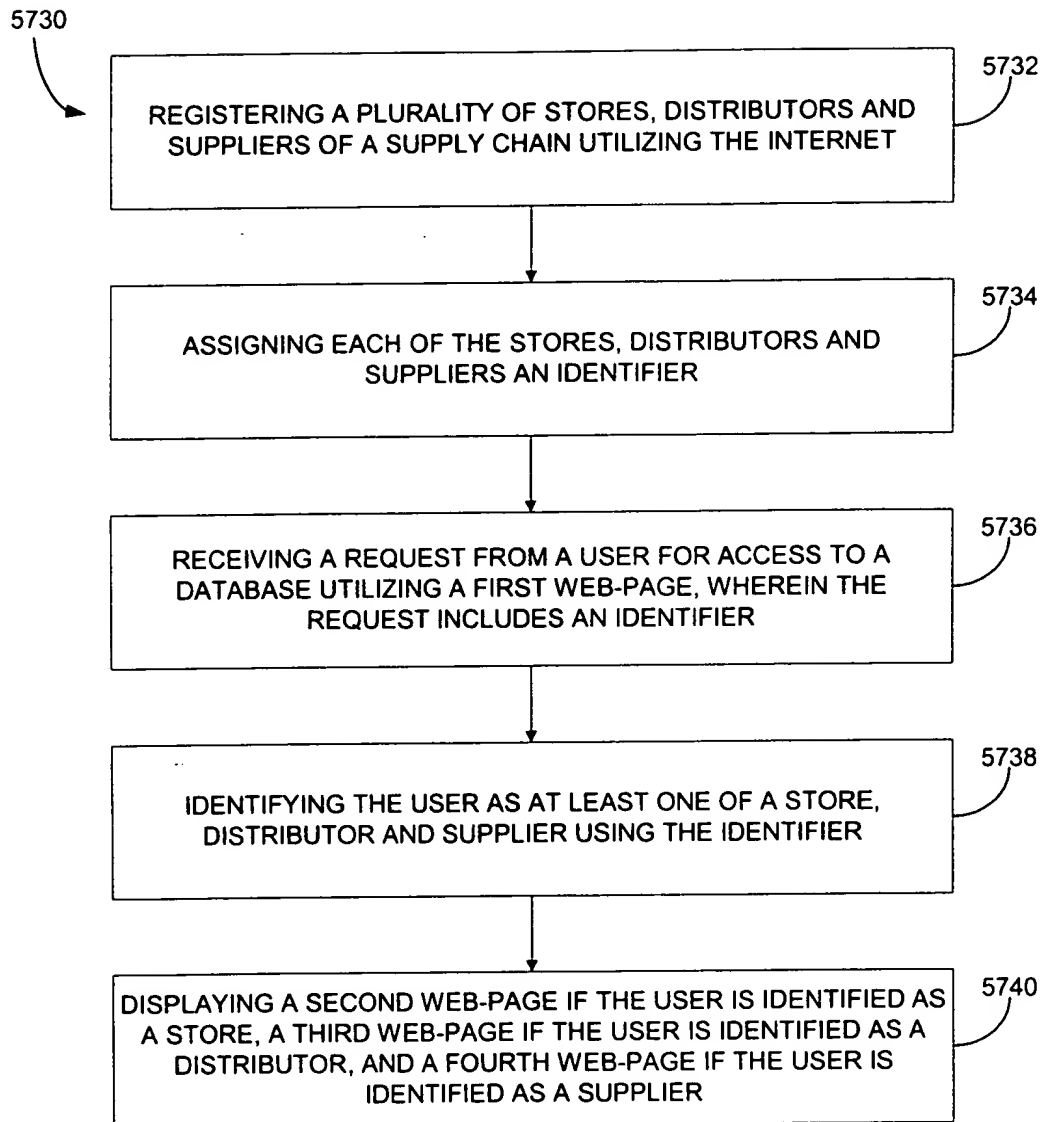 5730
5732
REGISTERING A PLURALITY OF STORES, DISTRIBUTORS AND
SUPPLIERS OF A SUPPLY CHAIN UTILIZING THE INTERNET
5734
ASSIGNING EACH OF THE STORES, DISTRIBUTORS AND
SUPPLIERS AN IDENTIFIER
5736
RECEIVING A REQUEST FROM A USER FOR ACCESS TO A
DATABASE UTILIZING A FIRST WEB-PAGE, WHEREIN THE
REQUEST INCLUDES AN IDENTIFIER
5738
IDENTIFYING THE USER AS AT LEAST ONE OF A STORE,
DISTRIBUTOR AND SUPPLIER USING THE IDENTIFIER
5740
DISPLAYING A SECOND WEB-PAGE IF THE USER IS IDENTIFIED AS
A STORE, A THIRD WEB-PAGE IF THE USER IS IDENTIFIED AS A
DISTRIBUTOR, AND A FOURTH WEB-PAGE IF THE USER IS
IDENTIFIED AS A SUPPLIER